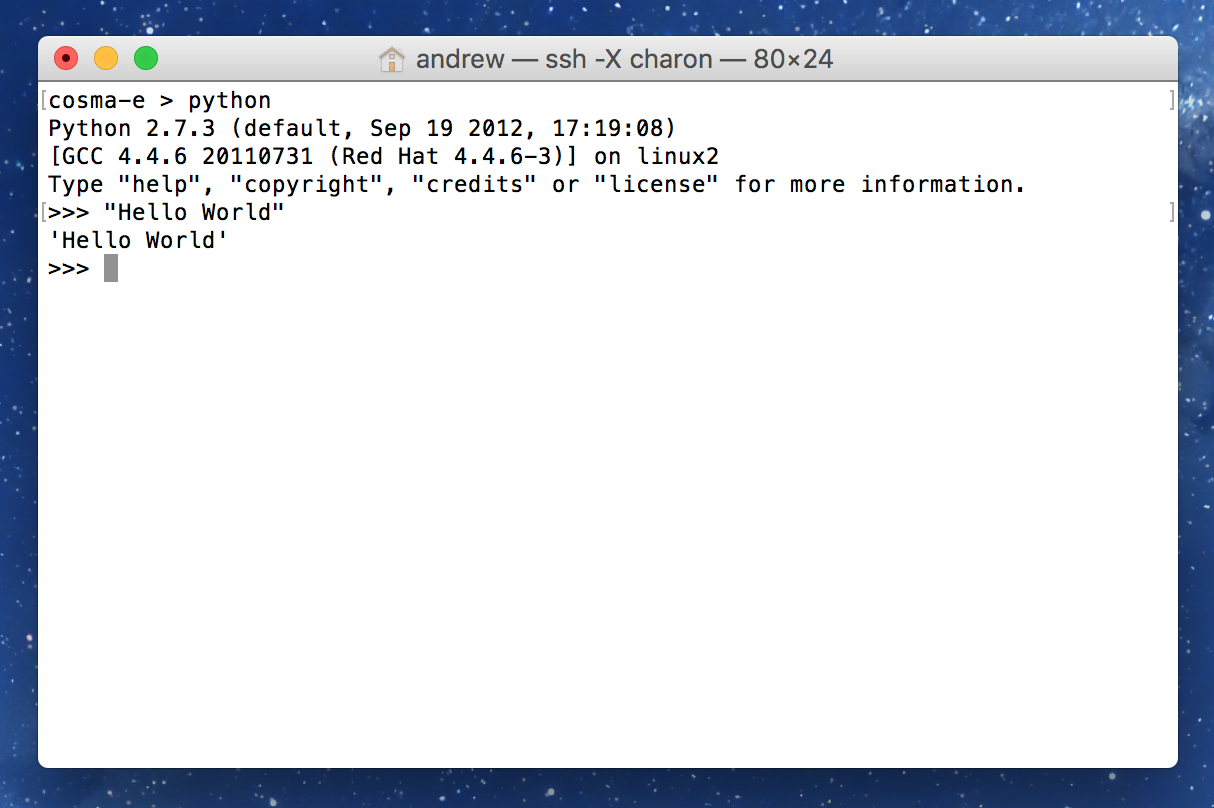 andrew — ssh -X charon — 80×24
[cosma-e > python ]
Python 2.7.3 (default, Sep 19 2012, 17:19:08)
[GCC 4.4.6 20110731 (Red Hat 4.4.6-3)] on linux2
Type "help", "copyright", "credits" or "license" for more information.
[>>> "Hello World" ]
'Hello World'
>>>